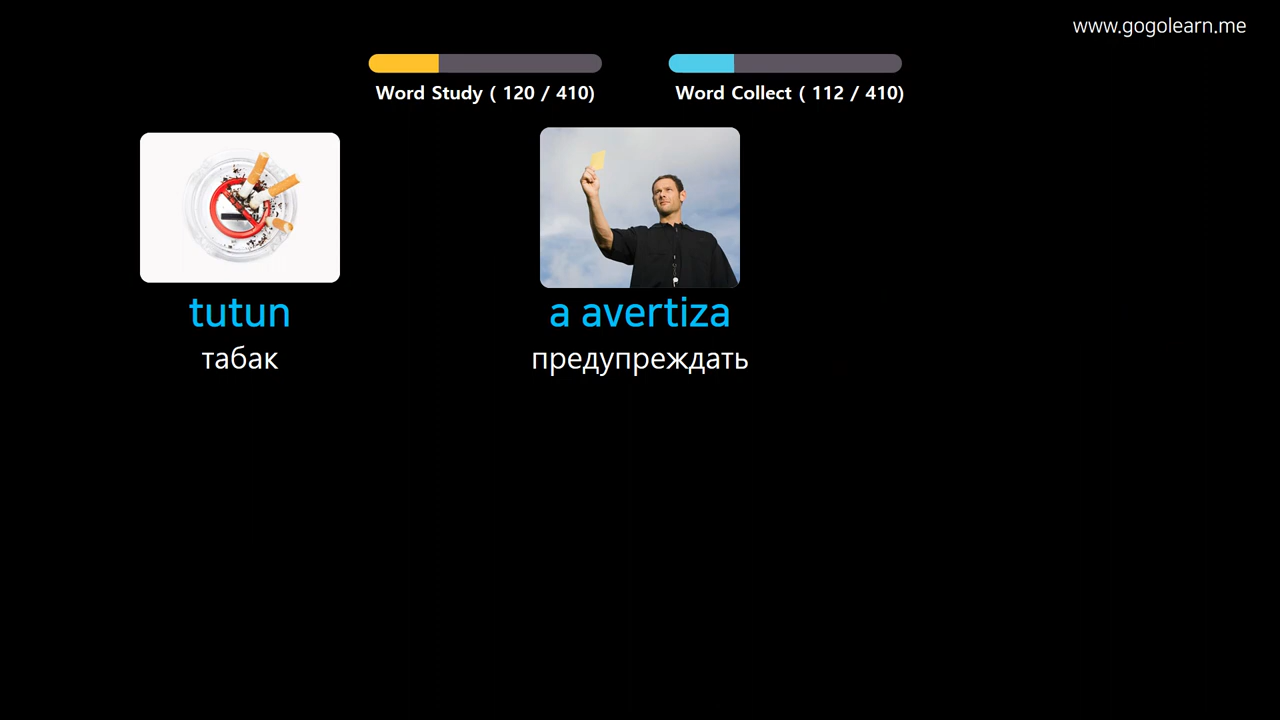 www.gogolearn.me
Word Study ( 120 / 410)
Word Collect ( 112 / 410)
tutun
a avertiza
табак
предупреждать